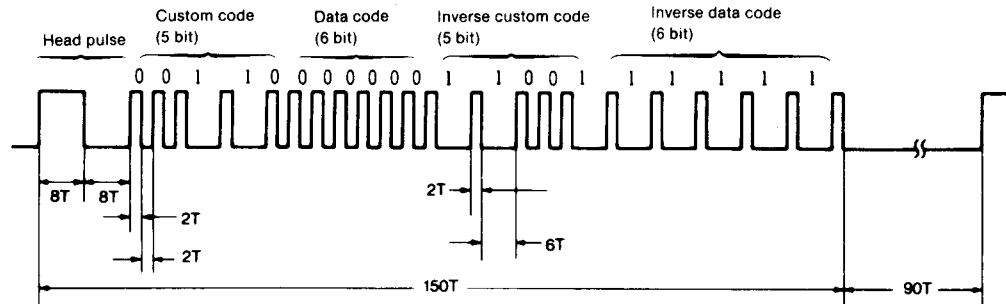 Head pulse
Custom code
(5 bit)
Data code
(6 bit)
Inverse custom code
(5 bit)
Inverse data code
(6 bit)
0 0 1 1 0 0 0 0 0 0 0 1 1 0 0 1 1 1 1 1 1
8T 8T
2T
2T
2T
6T
150T
90T